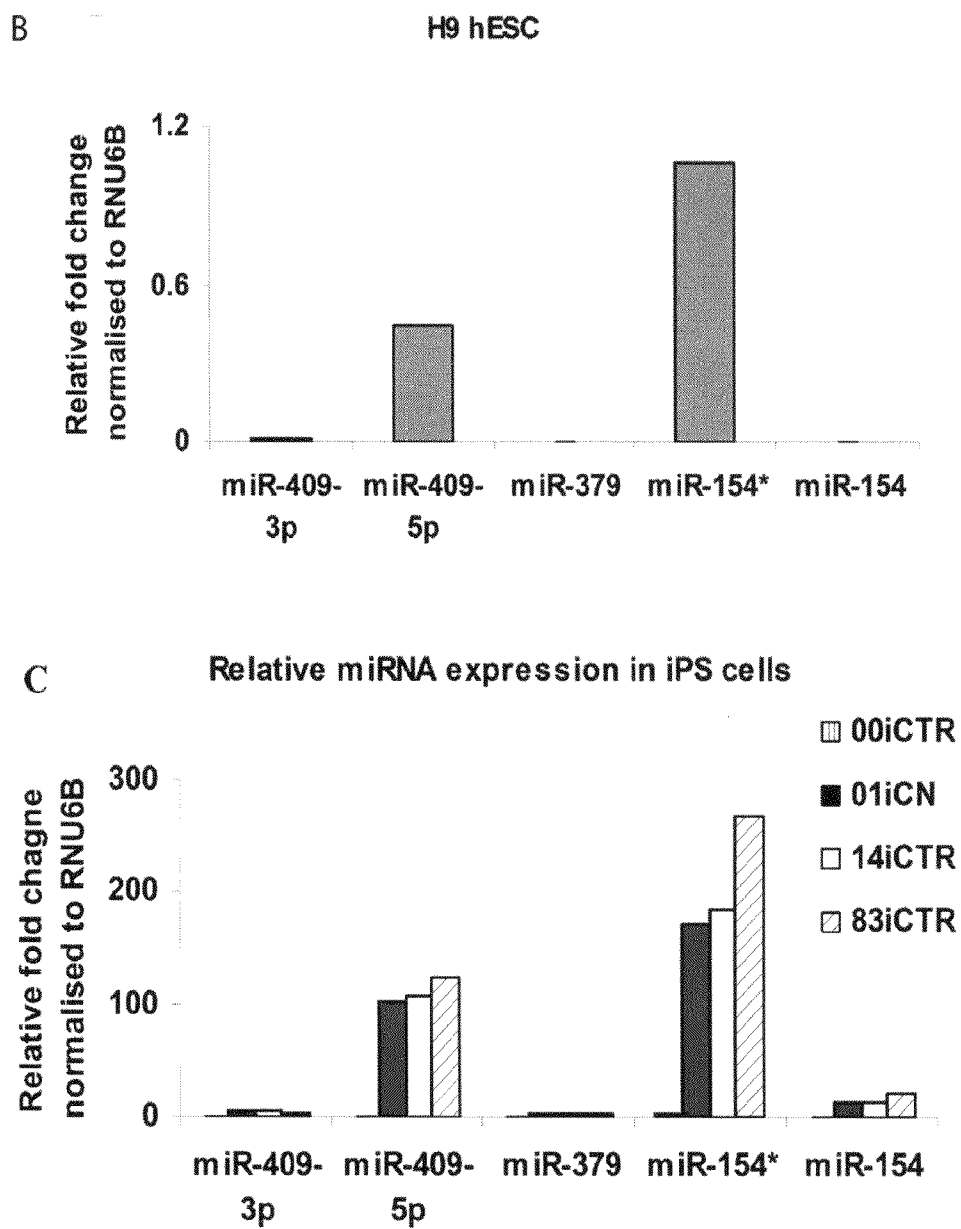 B
H9 hESC
Relative fold change
normalised to RNU6B
1.2
0.6
0
miR-409-3p
miR-409-5p
miR-379
miR-154*
miR-154
C
Relative miRNA expression in iPS cells
Relative fold chagne
normalised to RNU6B
300
200
100
0
00iCTR
01iCN
14iCTR
83iCTR
miR-409-3p
miR-409-5p
miR-379
miR-154*
miR-154